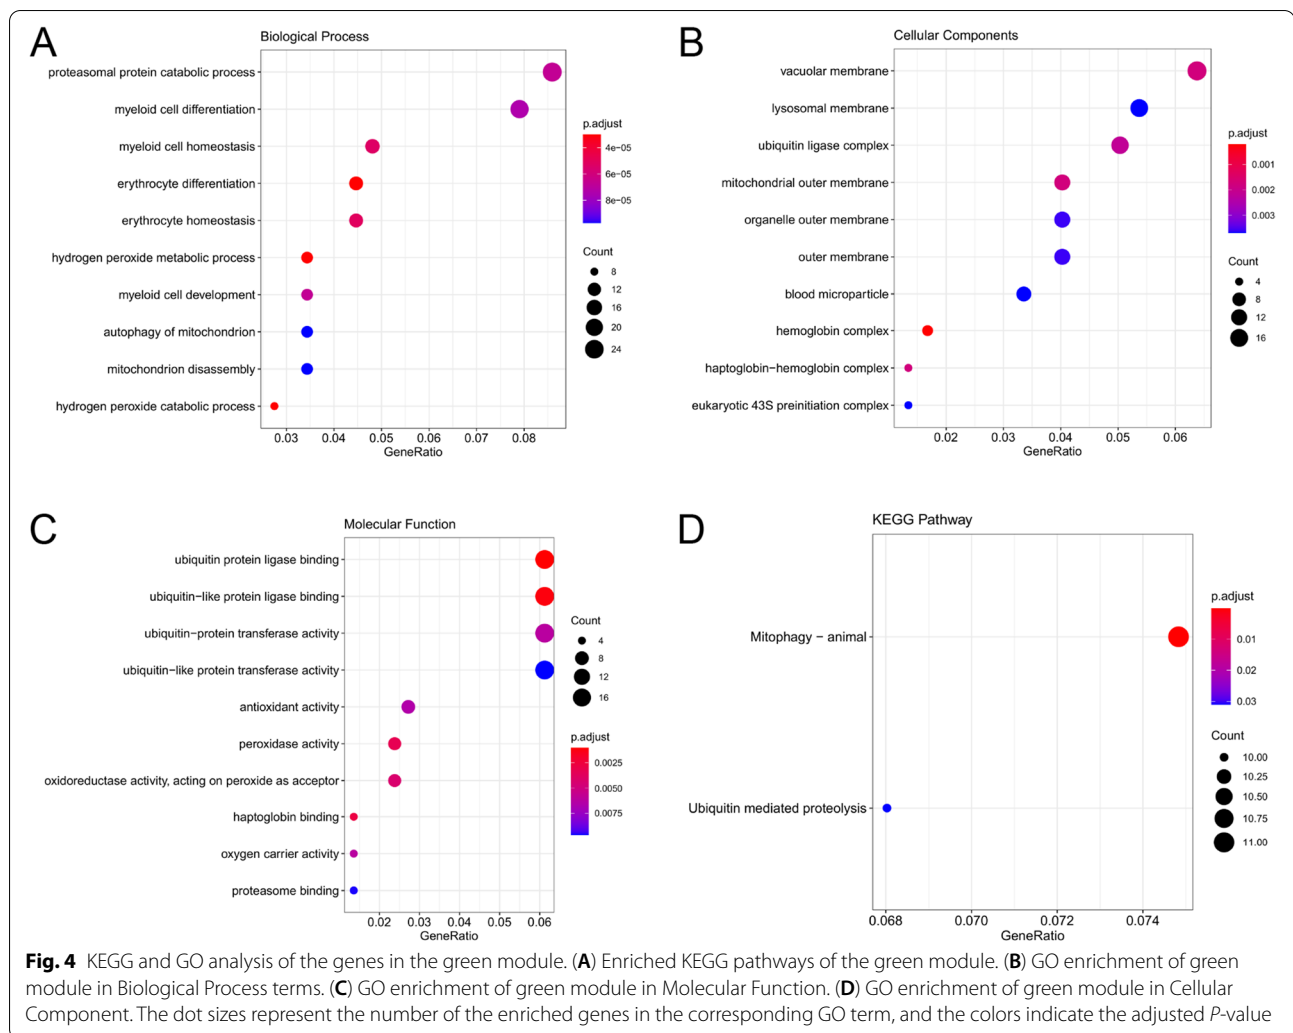 A
Biological Process
proteasomal protein catabolic process
myeloid cell differentiation
myeloid cell homeostasis
erythrocyte differentiation
erythrocyte homeostasis
hydrogen peroxide metabolic process
myeloid cell development
autophagy of mitochondrion
mitochondrion disassembly
hydrogen peroxide catabolic process
0.03 0.04 0.05 0.06 0.07 0.08
GeneRatio
p.adjust
4e−05
6e−05
8e−05
Count
8
12
16
20
24
B
Cellular Components
vacuolar membrane
lysosomal membrane
ubiquitin ligase complex
mitochondrial outer membrane
organelle outer membrane
outer membrane
blood microparticle
hemoglobin complex
haptoglobin−hemoglobin complex
eukaryotic 43S preinitiation complex
0.02 0.03 0.04 0.05 0.06
GeneRatio
p.adjust
0.001
0.002
0.003
Count
4
8
12
16
C
Molecular Function
ubiquitin protein ligase binding
ubiquitin−like protein ligase binding
ubiquitin−protein transferase activity
ubiquitin−like protein transferase activity
antioxidant activity
peroxidase activity
oxidoreductase activity, acting on peroxide as acceptor
haptoglobin binding
oxygen carrier activity
proteasome binding
0.02 0.03 0.04 0.05 0.06
GeneRatio
Count
4
8
12
16
p.adjust
0.0025
0.0050
0.0075
D
KEGG Pathway
Mitophagy − animal
Ubiquitin mediated proteolysis
0.068 0.070 0.072 0.074
GeneRatio
p.adjust
0.01
0.02
0.03
Count
10.00
10.25
10.50
10.75
11.00
Fig. 4 KEGG and GO analysis of the genes in the green module. (A) Enriched KEGG pathways of the green module. (B) GO enrichment of green
module in Biological Process terms. (C) GO enrichment of green module in Molecular Function. (D) GO enrichment of green module in Cellular
Component. The dot sizes represent the number of the enriched genes in the corresponding GO term, and the colors indicate the adjusted P-value